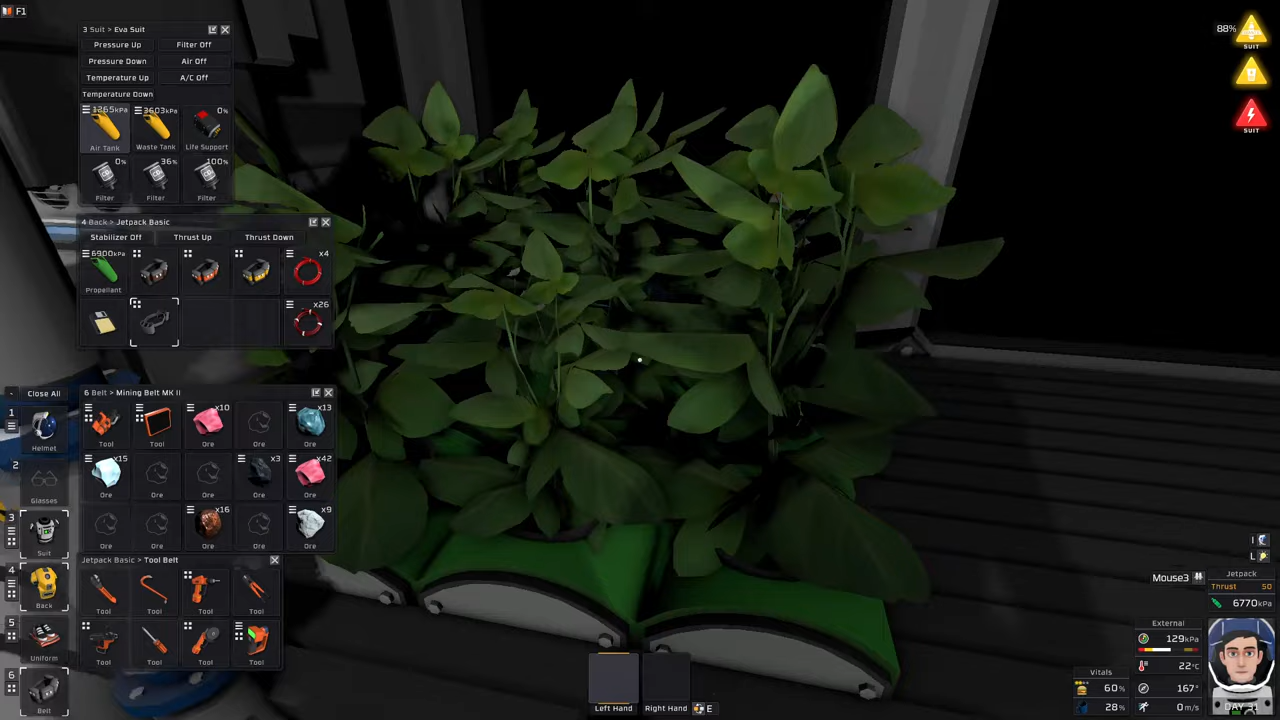 F1
3 Suit > Eva Suit
Pressure Up
Filter Off
Pressure Down
Air Off
Temperature Up
A/C Off
Temperature Down
1265kPa
3603kPa
0%
Air Tank
Waste Tank
Life Support
0%
36%
100%
Filter
Filter
Filter
4 Back > Jetpack Basic
Stabilizer Off
Thrust Up
Thrust Down
6900kPa
x4
Propellant
x26
- Close All
6 Belt > Mining Belt MK II
x10
x13
Tool
Tool
Ore
Ore
Ore
x15
x3
x42
Ore
Ore
Ore
Ore
Ore
x16
x9
Ore
Ore
Ore
Ore
Ore
Jetpack Basic > Tool Belt
Tool
Tool
Tool
Tool
Tool
Tool
Tool
Tool
1
Helmet
2
Glasses
3
Suit
4
Back
5
Uniform
6
Belt
Left Hand
Right Hand
E
88%
SUIT
SUIT
I
L
Mouse3
Jetpack
Thrust 50
6770kPa
External
129kPa
22°C
167°
0m/s
Vitals
60%
28%
DAY 31